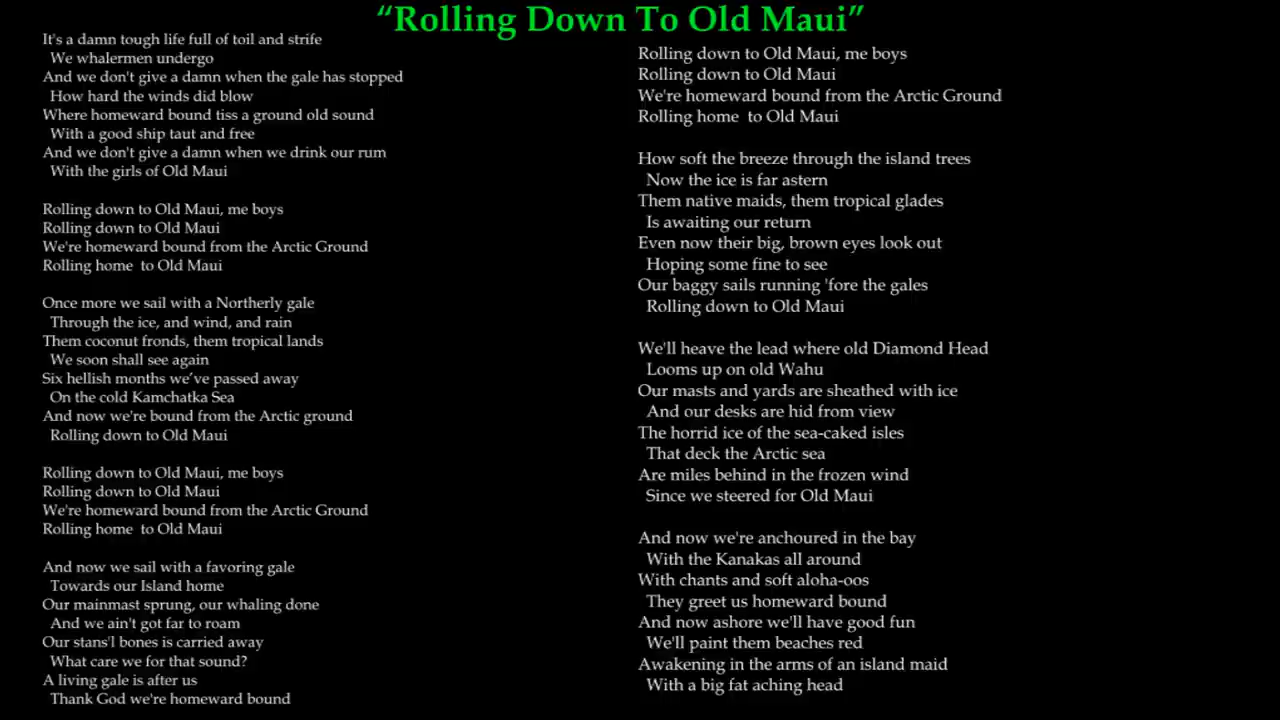 “Rolling Down To Old Maui”
It's a damn tough life full of toil and strife
We whalermen undergo
And we don't give a damn when the gale has stopped
How hard the winds did blow
Where homeward bound tiss a ground old sound
With a good ship taut and free
And we don't give a damn when we drink our rum
With the girls of Old Maui
Rolling down to Old Maui, me boys
Rolling down to Old Maui
We're homeward bound from the Arctic Ground
Rolling home to Old Maui
Once more we sail with a Northerly gale
Through the ice, and wind, and rain
Them coconut fronds, them tropical lands
We soon shall see again
Six hellish months we’ve passed away
On the cold Kamchatka Sea
And now we're bound from the Arctic ground
Rolling down to Old Maui
Rolling down to Old Maui, me boys
Rolling down to Old Maui
We're homeward bound from the Arctic Ground
Rolling home to Old Maui
And now we sail with a favoring gale
Towards our Island home
Our mainmast sprung, our whaling done
And we ain't got far to roam
Our stans'l bones is carried away
What care we for that sound?
A living gale is after us
Thank God we're homeward bound
Rolling down to Old Maui, me boys
Rolling down to Old Maui
We're homeward bound from the Arctic Ground
Rolling home to Old Maui
How soft the breeze through the island trees
Now the ice is far astern
Them native maids, them tropical glades
Is awaiting our return
Even now their big, brown eyes look out
Hoping some fine to see
Our baggy sails running 'fore the gales
Rolling down to Old Maui
We'll heave the lead where old Diamond Head
Looms up on old Wahu
Our masts and yards are sheathed with ice
And our desks are hid from view
The horrid ice of the sea-caked isles
That deck the Arctic sea
Are miles behind in the frozen wind
Since we steered for Old Maui
And now we're anchoured in the bay
With the Kanakas all around
With chants and soft aloha-oos
They greet us homeward bound
And now ashore we'll have good fun
We'll paint them beaches red
Awakening in the arms of an island maid
With a big fat aching head